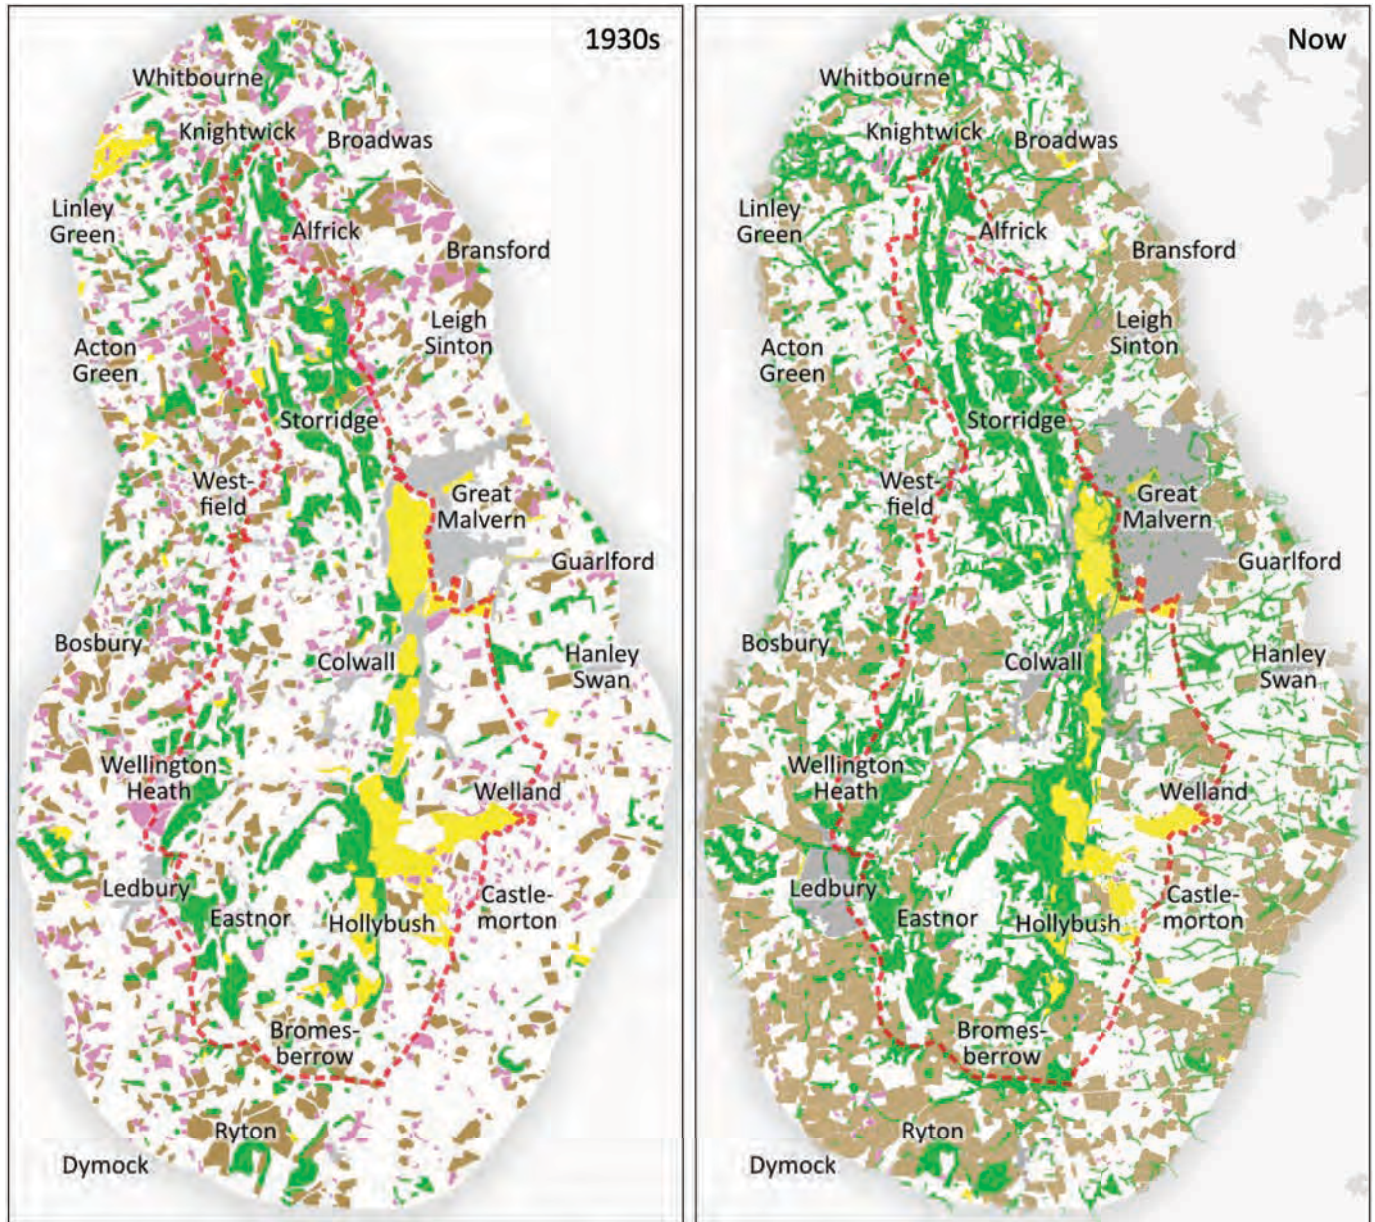 1930s
Whitbourne
Knightwick
Broadwas
Linley
Green
Alfrick
Bransford
Leigh
Sinton
Acton
Green
Storridge
West-
field
Great
Malvern
Guarlford
Bosbury
Colwall
Hanley
Swan
Wellington
Heath
Welland
Ledbury
Eastnor
Hollybush
Castle-
morton
Bromes-
berrow
Ryton
Dymock
Now
Whitbourne
Knightwick
Broadwas
Linley
Green
Alfrick
Bransford
Leigh
Sinton
Acton
Green
Storridge
West-
field
Great
Malvern
Guarlford
Bosbury
Colwall
Hanley
Swan
Wellington
Heath
Welland
Ledbury
Eastnor
Hollybush
Castle-
morton
Bromes-
berrow
Ryton
Dymock